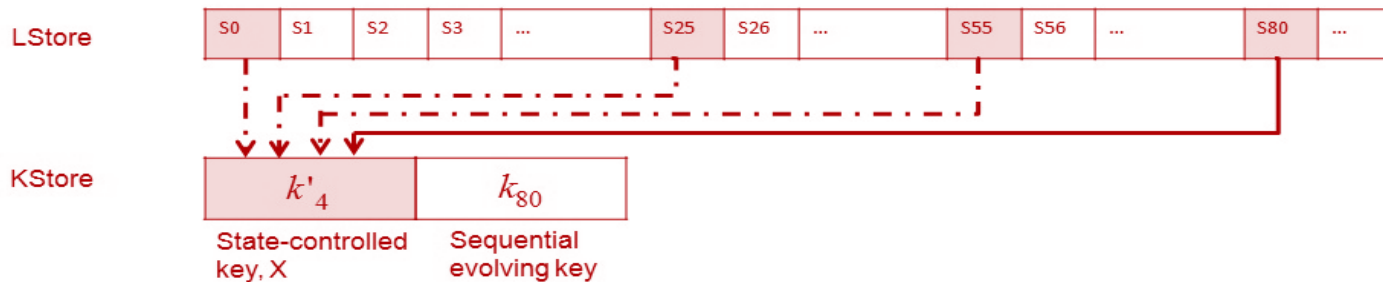 LStore S0 S1 S2 S3 ... S25 S26 ... S55 S56 ... S80 ...
KStore k'4 k80
State-controlled key, X
Sequential evolving key